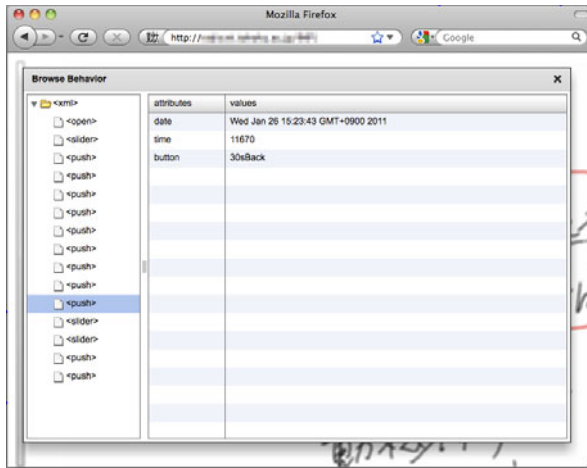 Mozilla Firefox
http://
Google
Browse Behavior
<xml>
<open>
<slider>
<push>
<push>
<push>
<push>
<push>
<push>
<push>
<push>
<push>
<slider>
<slider>
<push>
<push>
attributes values
date Wed Jan 26 15:23:43 GMT+0900 2011
time 11670
button 30sBack